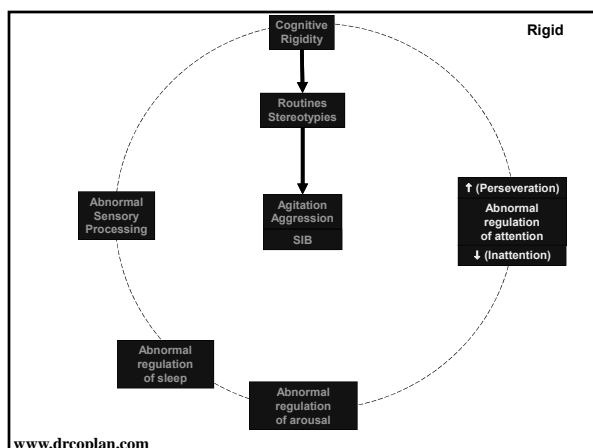 Cognitive
Rigidity
Rigid
Routines
Stereotypies
↑ (Perseveration)
Abnormal
regulation
of attention
↓ (Inattention)
Abnormal
Sensory
Processing
Agitation
Aggression
SIB
Abnormal
regulation
of sleep
Abnormal
regulation
of arousal
www.drcoplan.com